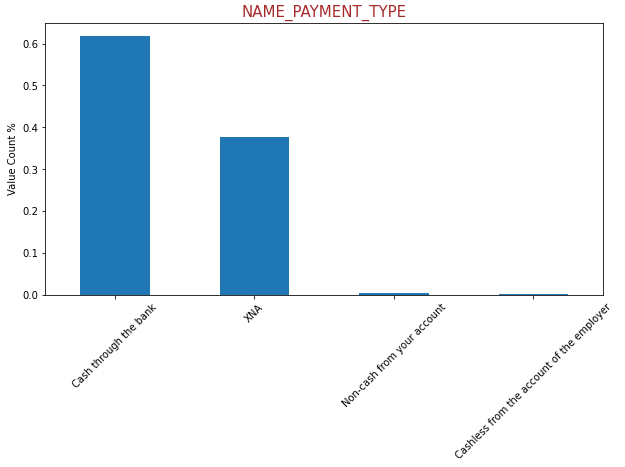 NAME_PAYMENT_TYPE
Value Count %
0.6
0.5
0.4
0.3
0.2
0.1
0.0
Cash through the bank
XNA
Non-cash from your account
Cashless from the account of the employer